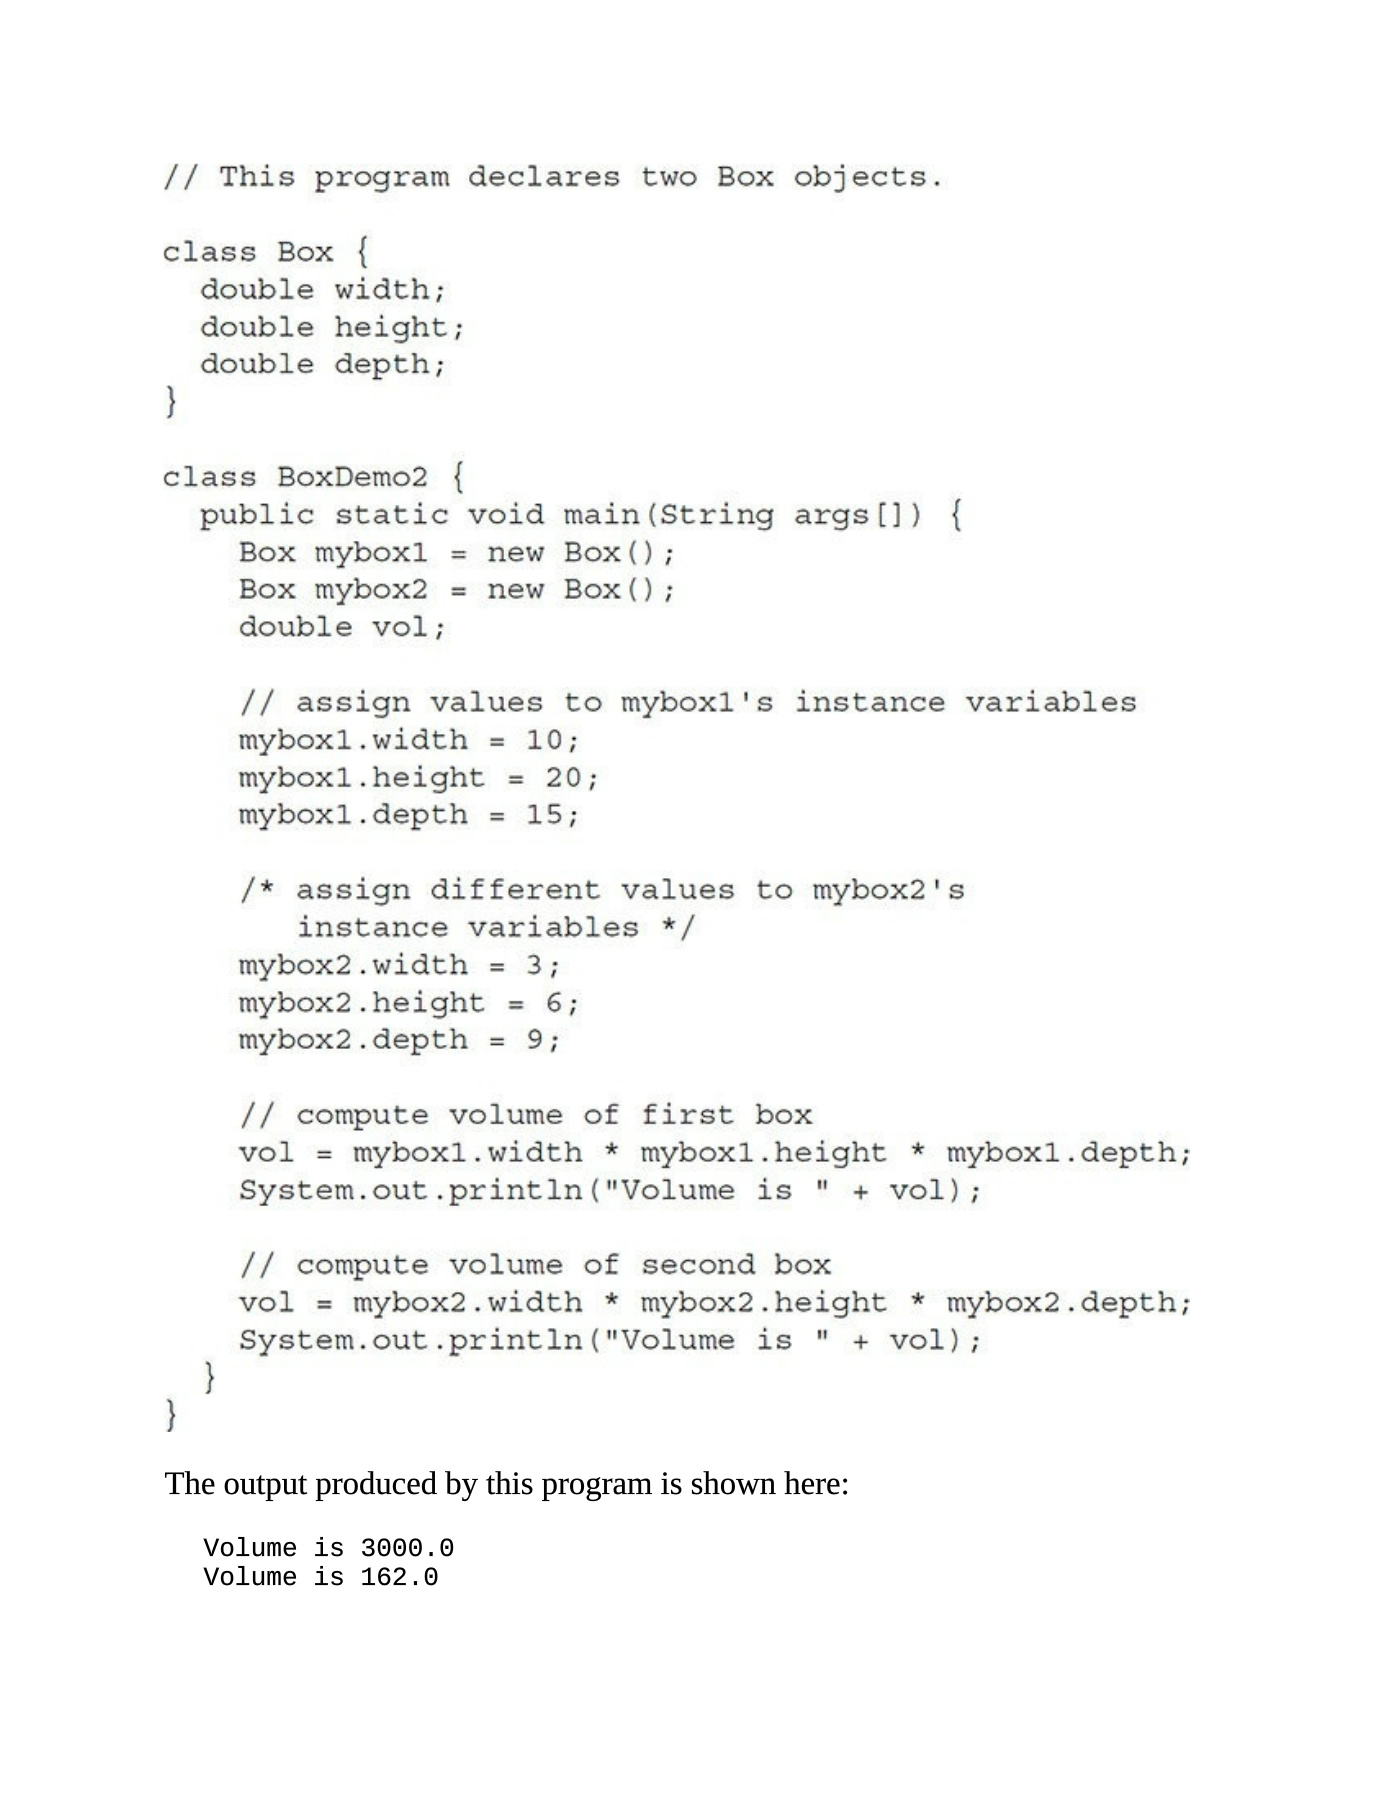 // This program declares two Box objects.

class Box {
  double width;
  double height;
  double depth;
}

class BoxDemo2 {
  public static void main(String args[]) {
    Box mybox1 = new Box();
    Box mybox2 = new Box();
    double vol;

    // assign values to mybox1's instance variables
    mybox1.width = 10;
    mybox1.height = 20;
    mybox1.depth = 15;

    /* assign different values to mybox2's
       instance variables */
    mybox2.width = 3;
    mybox2.height = 6;
    mybox2.depth = 9;

    // compute volume of first box
    vol = mybox1.width * mybox1.height * mybox1.depth;
    System.out.println("Volume is " + vol);

    // compute volume of second box
    vol = mybox2.width * mybox2.height * mybox2.depth;
    System.out.println("Volume is " + vol);
  }
}
The output produced by this program is shown here:
Volume is 3000.0
Volume is 162.0